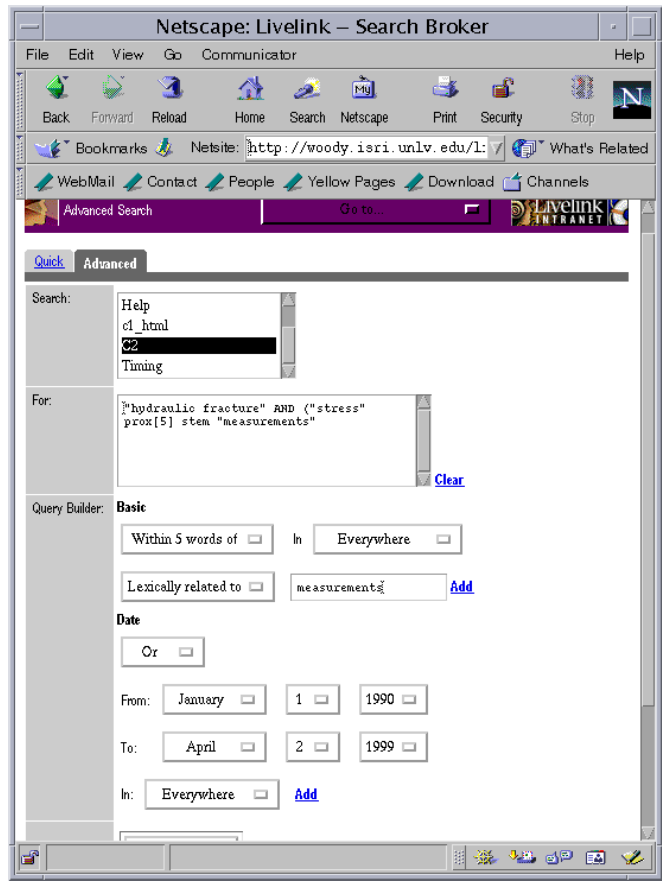 Netscape: Livelink – Search Broker
File Edit View Go Communicator Help
My
N
Back Forward Reload Home Search Netscape Print Security Stop
Bookmarks Netsite: http://woody.isri.unlv.edu/l: What's Related
WebMail Contact People Yellow Pages Download Channels
Advanced Search Go to... Livelink
INTRANET
Quick Advanced
Search:
Help
c1_html
C2
Timing
For:
"hydraulic fracture" AND ("stress"
prox[5] stem "measurements"
Clear
Query Builder: Basic
Within 5 words of In Everywhere
Lexically related to measurements Add
Date
Or
From: January 1 1990
To: April 2 1999
In: Everywhere Add